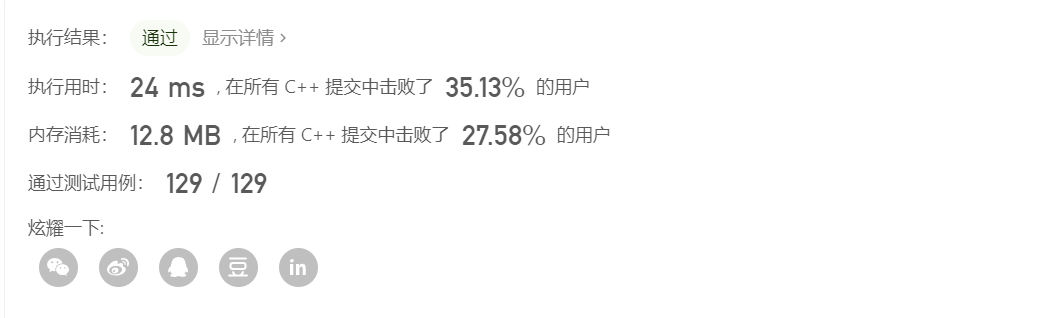 执行结果： 通过 显示详情 >
执行用时： 24 ms ，在所有 C++ 提交中击败了 35.13% 的用户
内存消耗： 12.8 MB ，在所有 C++ 提交中击败了 27.58% 的用户
通过测试用例： 129 / 129
炫耀一下:
豆 in